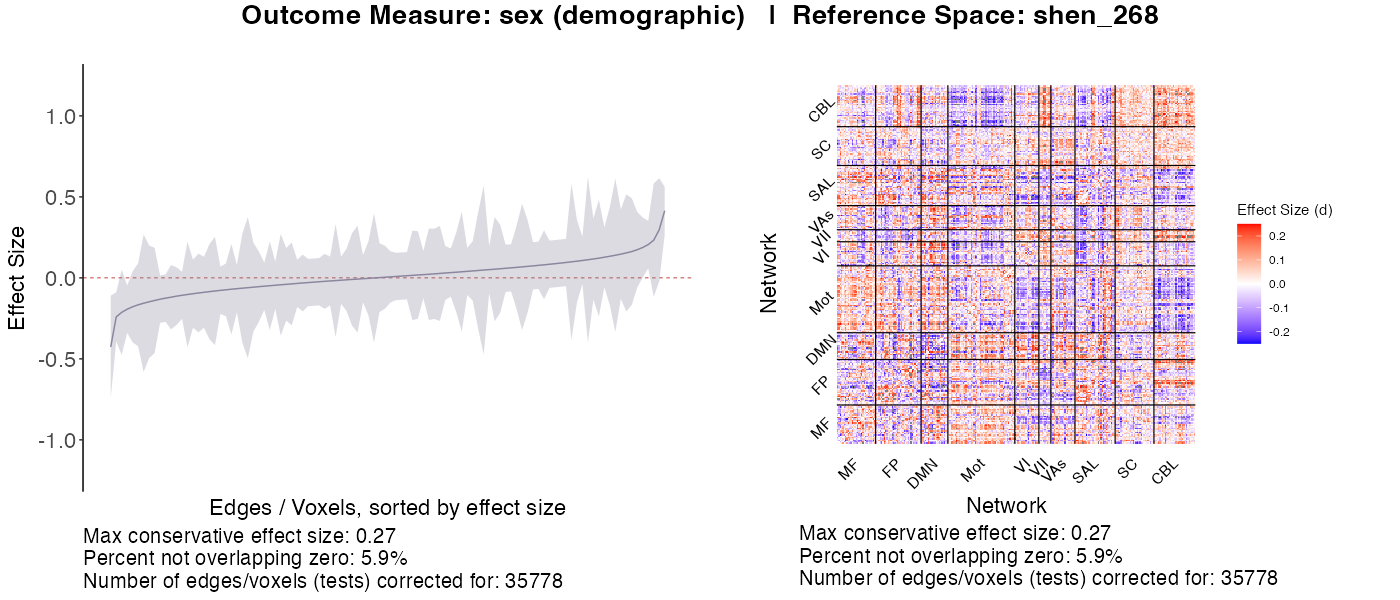 Outcome Measure: sex (demographic) | Reference Space: shen_268
1.0
0.5
0.0
-0.5
-1.0
Effect Size
Edges / Voxels, sorted by effect size
Max conservative effect size: 0.27
Percent not overlapping zero: 5.9%
Number of edges/voxels (tests) corrected for: 35778
Network
CBL
SC
SAL
VAs
VII
VI
Mot
DMN
FP
MF
MF
FP
DMN
Mot
VI
VII
VAs
SAL
SC
CBL
Network
Effect Size (d)
0.2
0.1
0.0
-0.1
-0.2
Max conservative effect size: 0.27
Percent not overlapping zero: 5.9%
Number of edges/voxels (tests) corrected for: 35778